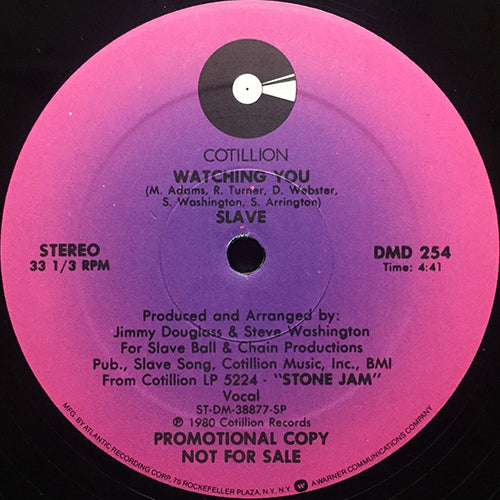 COTILLION
WATCHING YOU
(M. Adams, R. Turner, D. Webster,
S. Washington, S. Arrington)
SLAVE
STEREO
33 1/3 RPM
DMD 254
Time: 4:41
Produced and Arranged by:
Jimmy Douglass & Steve Washington
For Slave Ball & Chain Productions
Pub., Slave Song, Cotillion Music, Inc., BMI
From Cotillion LP 5224 - "STONE JAM"
Vocal
ST-DM-38877-SP
℗ 1980 Cotillion Records
PROMOTIONAL COPY
NOT FOR SALE
MFG. BY ATLANTIC RECORDING CORP., 75 ROCKEFELLER PLAZA, N.Y. N.Y. A WARNER COMMUNICATIONS COMPANY